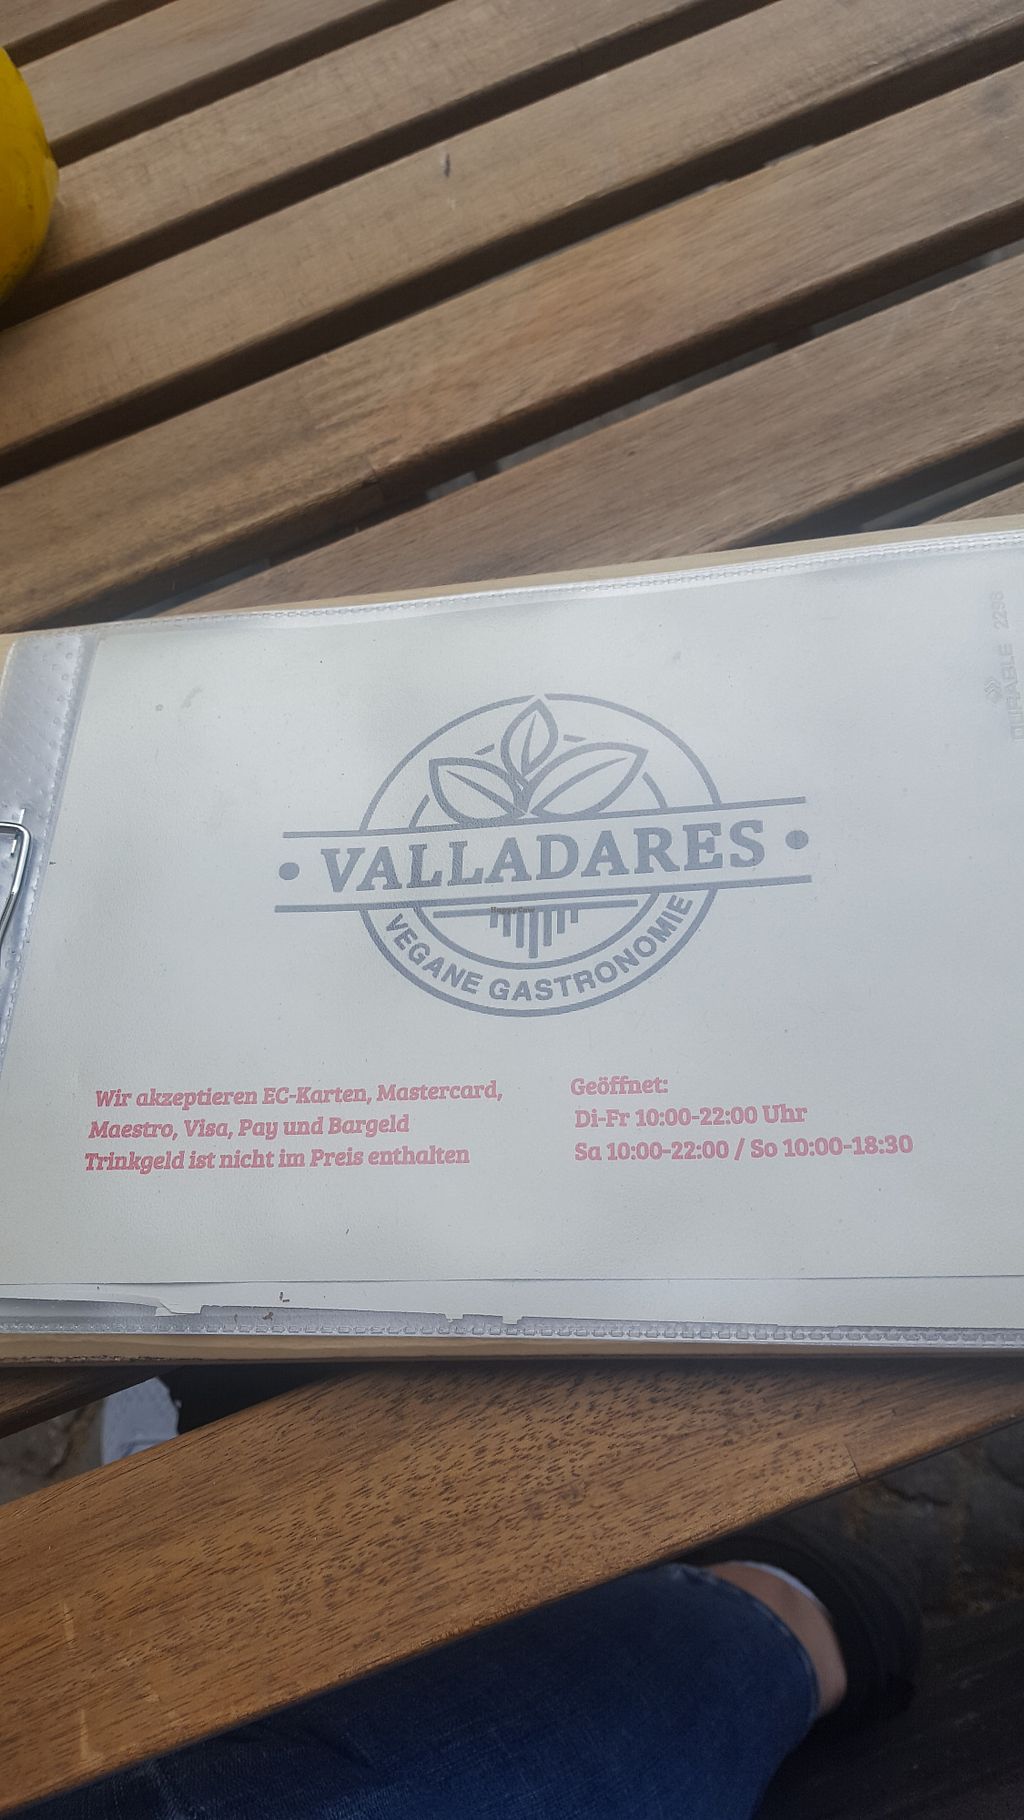 VALLADARES
HappyCow
VEGANE GASTRONOMIE
Wir akzeptieren EC-Karten, Mastercard,
Maestro, Visa, Pay und Bargeld
Trinkgeld ist nicht im Preis enthalten
Geöffnet:
Di-Fr 10:00-22:00 Uhr
Sa 10:00-22:00 / So 10:00-18:30
DURABLE 2298